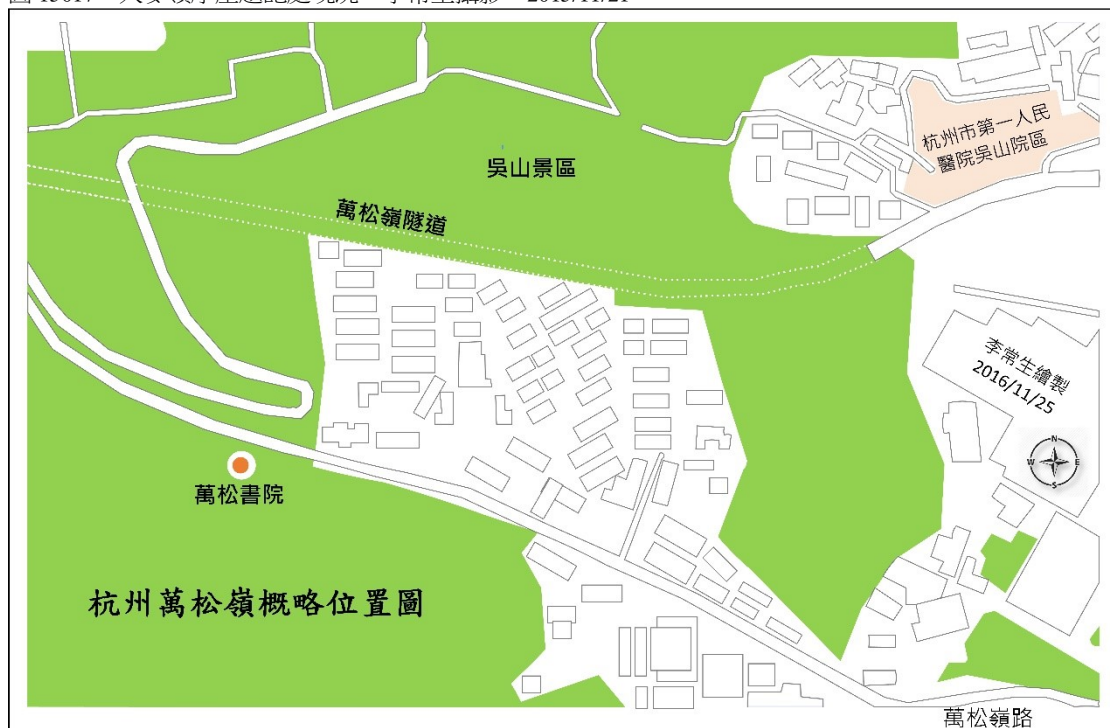 杭州市第一人民
醫院吳山院區
吳山景區
萬松嶺隧道
李常生繪製
2016/11/25
N
W
E
S
萬松書院
杭州萬松嶺概略位置圖
萬松嶺路